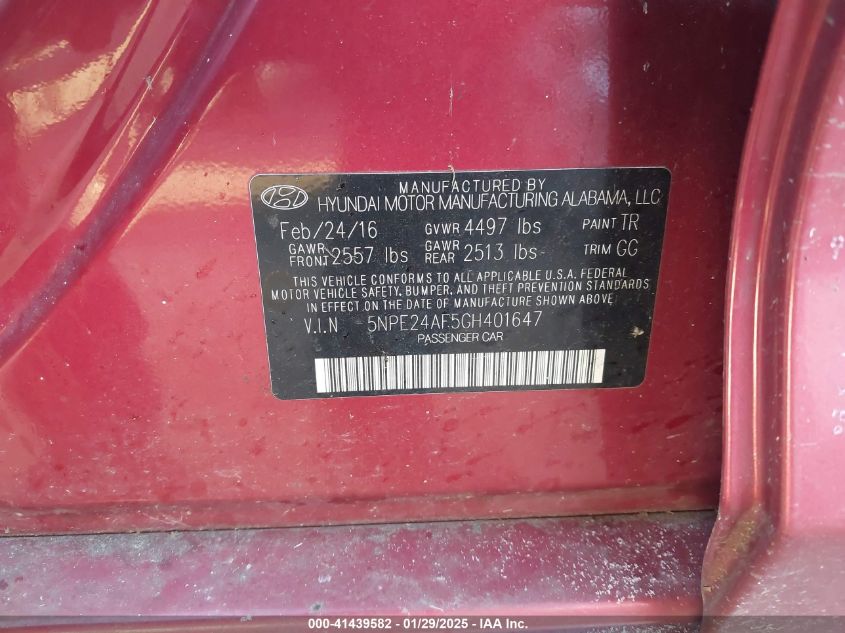 MANUFACTURED BY
HYUNDAI MOTOR MANUFACTURING ALABAMA, LLC
Feb/24/16 GVWR 4497 lbs PAINT TR
GAWR FRONT 2557 lbs GAWR REAR 2513 lbs TRIM GG
THIS VEHICLE CONFORMS TO ALL APPLICABLE U.S.A. FEDERAL
MOTOR VEHICLE SAFETY, BUMPER, AND THEFT PREVENTION STANDARDS
IN EFFECT ON THE DATE OF MANUFACTURE SHOWN ABOVE.
V.I.N 5NPE24AF5GH401647
PASSENGER CAR
000-41439582 - 01/29/2025 - IAA Inc.